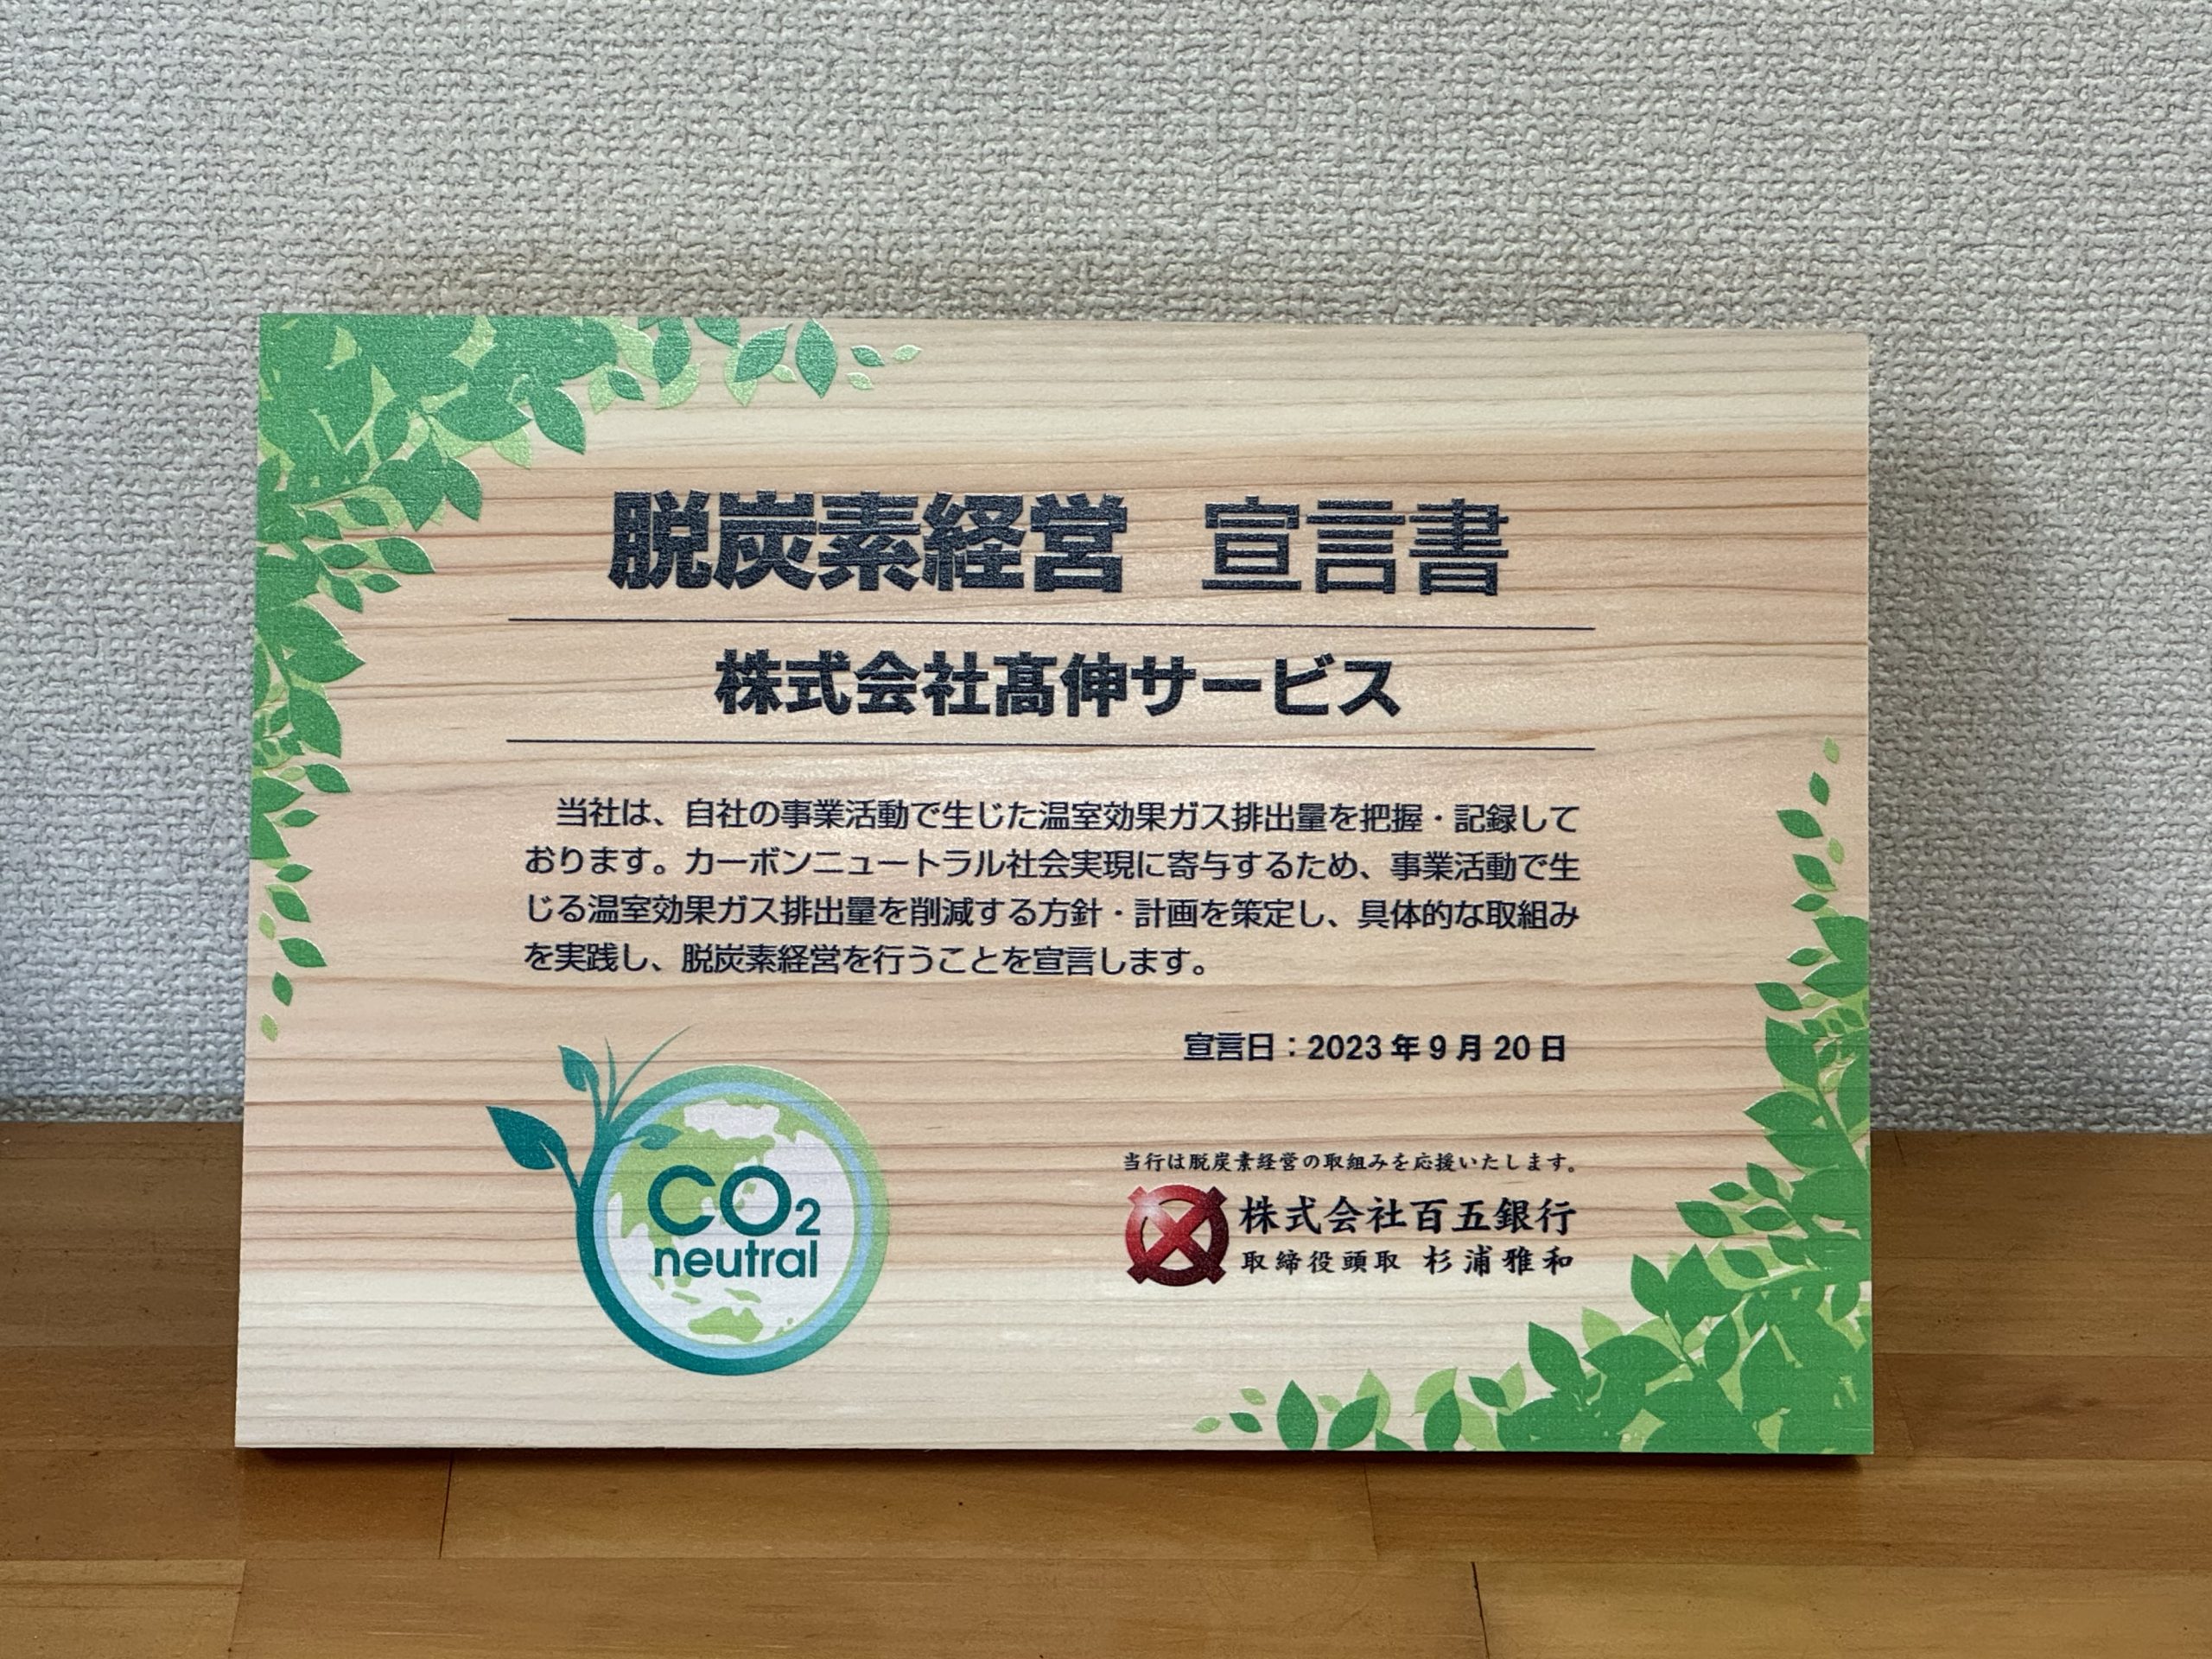 脱炭素経営 宣言書
株式会社髙伸サービス
当社は、自社の事業活動で生じた温室効果ガス排出量を把握・記録して
おります。カーボンニュートラル社会実現に寄与するため、事業活動で生
じる温室効果ガス排出量を削減する方針・計画を策定し、具体的な取組み
を実践し、脱炭素経営を行うことを宣言します。
宣言日：2023年9月20日
CO2
neutral
当行は脱炭素経営の取組みを応援いたします。
株式会社百五銀行
取締役頭取 杉浦雅和